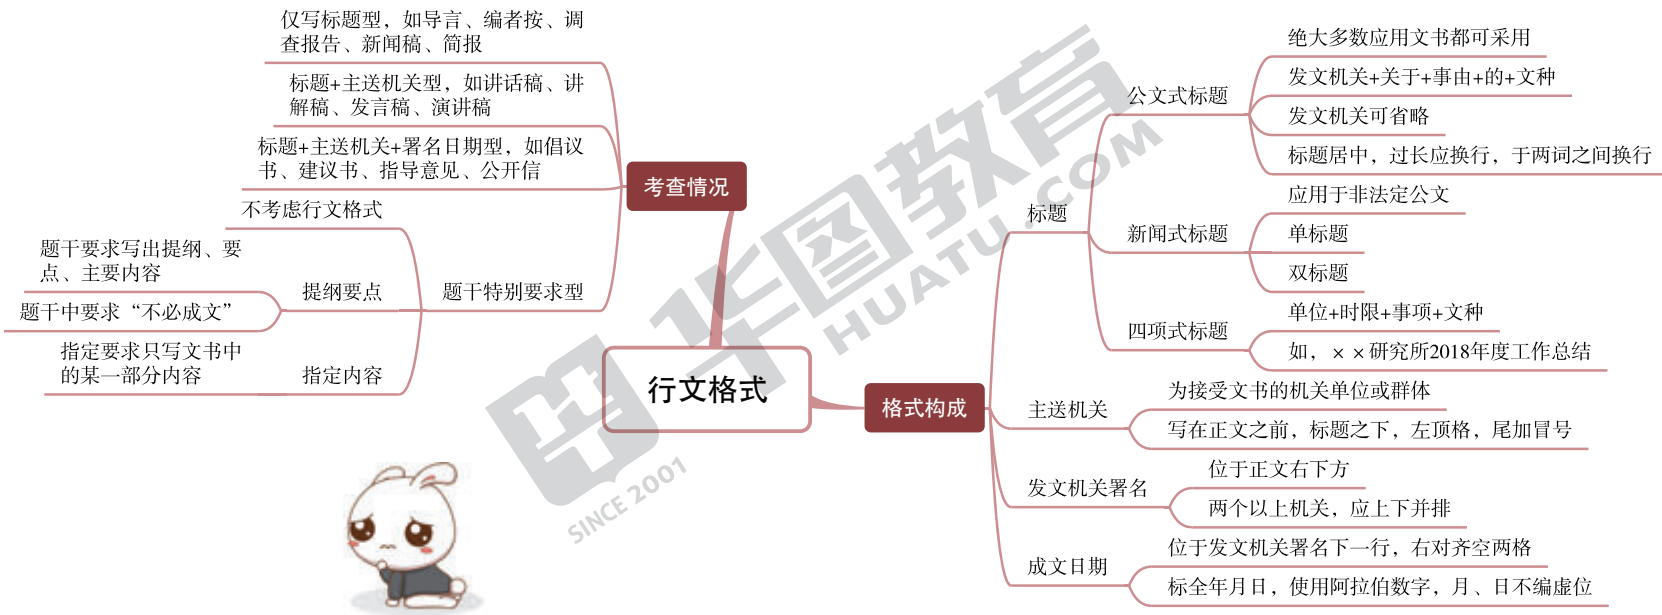 行文格式
考查情况
仅写标题型，如导言、编者按、调
查报告、新闻稿、简报
标题+主送机关型，如讲话稿、讲
解稿、发言稿、演讲稿
标题+主送机关+署名日期型，如倡议
书、建议书、指导意见、公开信
题干特别要求型
不考虑行文格式
提纲要点
题干要求写出提纲、要
点、主要内容
题干中要求“不必成文”
指定内容
指定要求只写文书中
的某一部分内容
格式构成
标题
公文式标题
绝大多数应用文书都可采用
发文机关+关于+事由+的+文种
发文机关可省略
标题居中，过长应换行，于两词之间换行
新闻式标题
应用于非法定公文
单标题
双标题
四项式标题
单位+时限+事项+文种
如，××研究所2018年度工作总结
主送机关
为接受文书的机关单位或群体
写在正文之前，标题之下，左顶格，尾加冒号
发文机关署名
位于正文右下方
两个以上机关，应上下并排
成文日期
位于发文机关署名下一行，右对齐空两格
标全年月日，使用阿拉伯数字，月、日不编虚位
华图教育
HUATU.COM
SINCE 2001